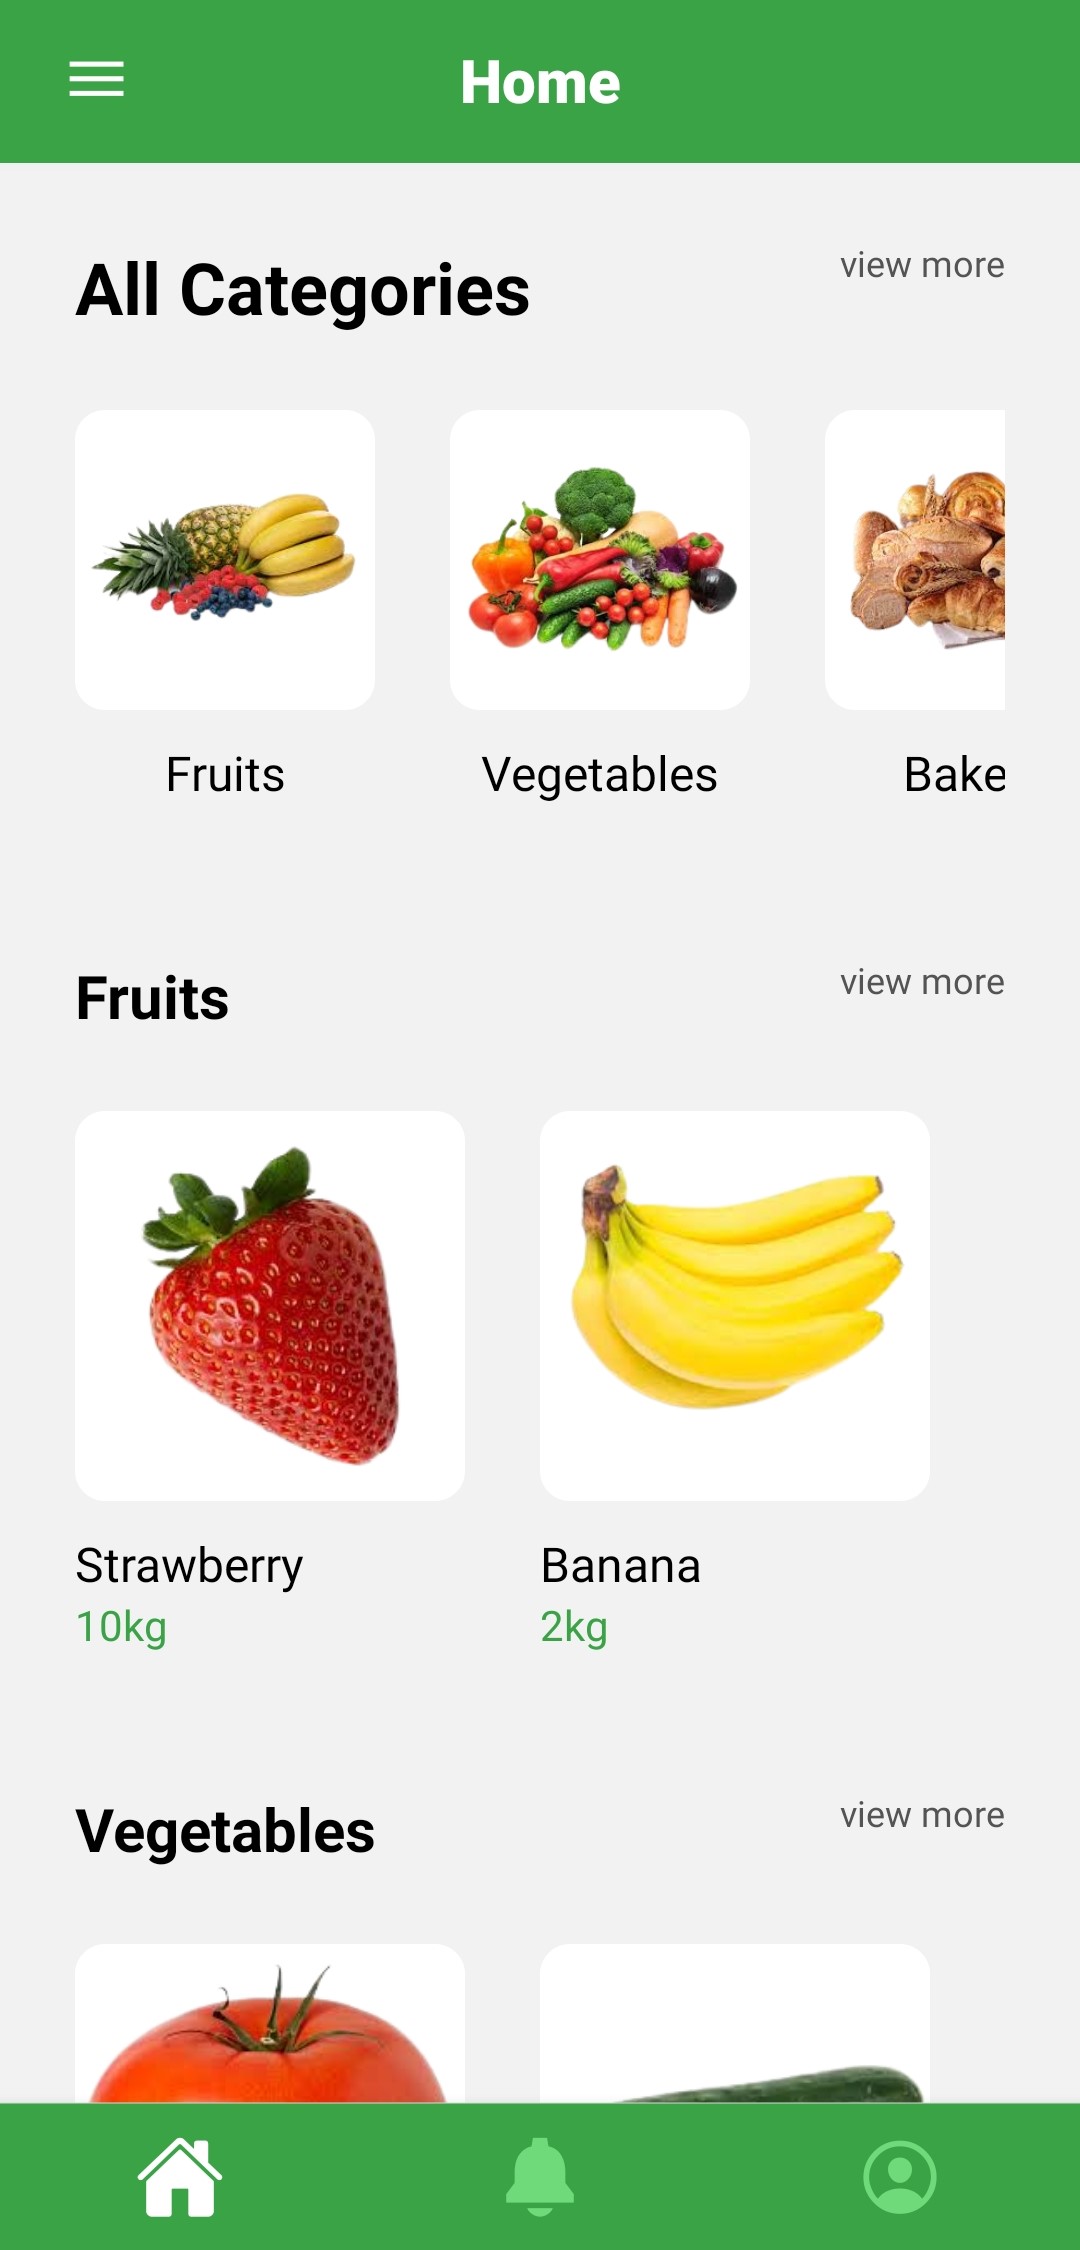 Home
All Categories
view more
Fruits
Vegetables
Bake
Fruits
view more
Strawberry
Banana
10kg
2kg
Vegetables
view more